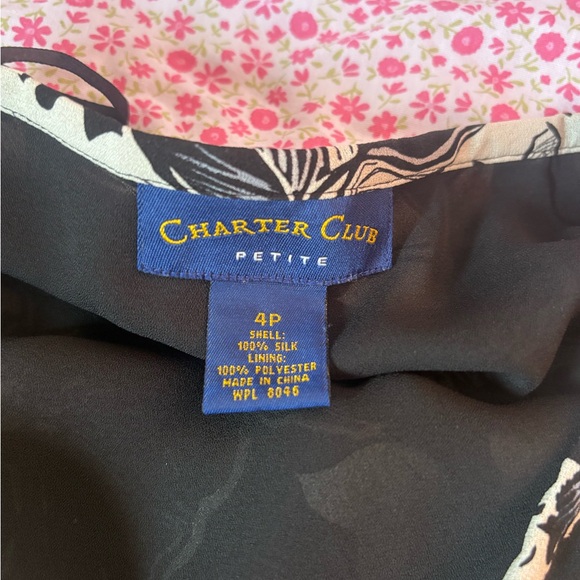 CHARTER CLUB
PETITE
4P
SHELL:
100% SILK
LINING:
100% POLYESTER
MADE IN CHINA
WPL 8046